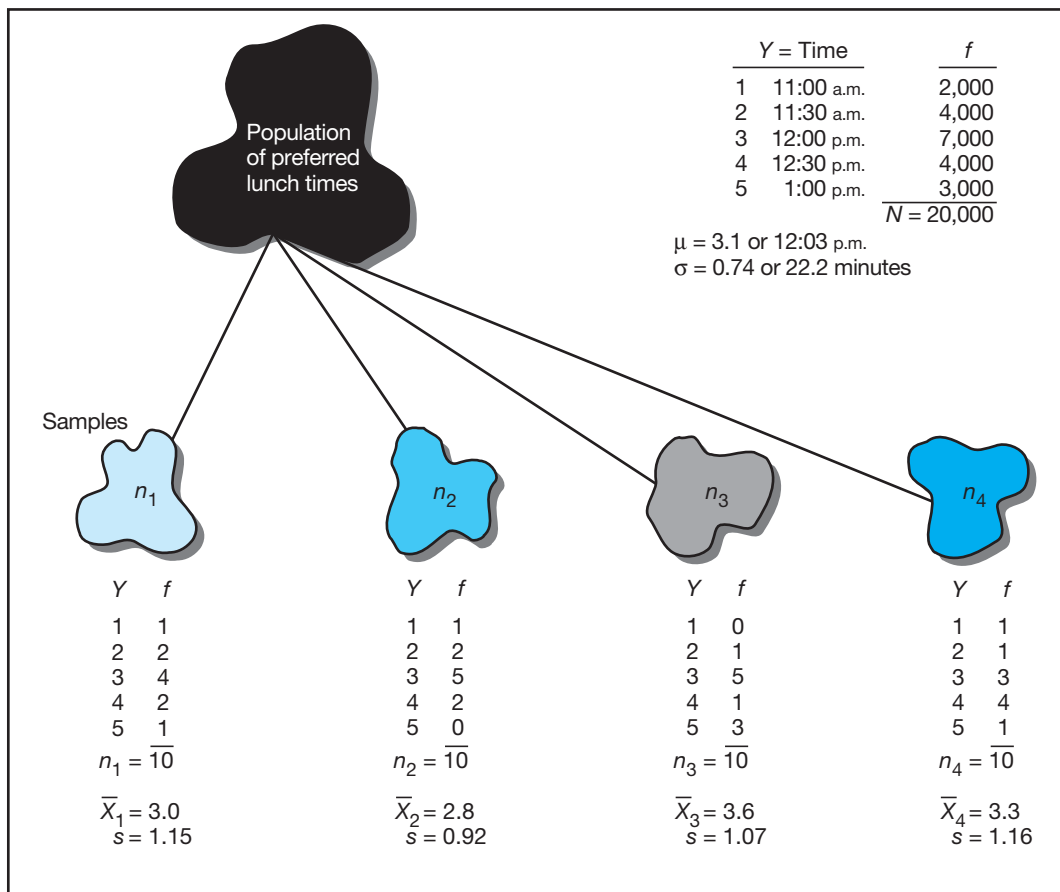 Y = Time f
1 11:00 a.m. 2,000
2 11:30 a.m. 4,000
3 12:00 p.m. 7,000
4 12:30 p.m. 4,000
5 1:00 p.m. 3,000
N = 20,000
μ = 3.1 or 12:03 p.m.
σ = 0.74 or 22.2 minutes
Population
of preferred
lunch times
Samples
n₁ n₂ n₃ n₄
Y f Y f Y f Y f
1 1 1 1 1 0 1 1
2 2 2 2 2 1 2 1
3 4 3 5 3 5 3 3
4 2 4 2 4 1 4 4
5 1 5 0 5 3 5 1
n₁ = 10 n₂ = 10 n₃ = 10 n₄ = 10
X̅₁ = 3.0 X̅₂ = 2.8 X̅₃ = 3.6 X̅₄ = 3.3
s = 1.15 s = 0.92 s = 1.07 s = 1.16